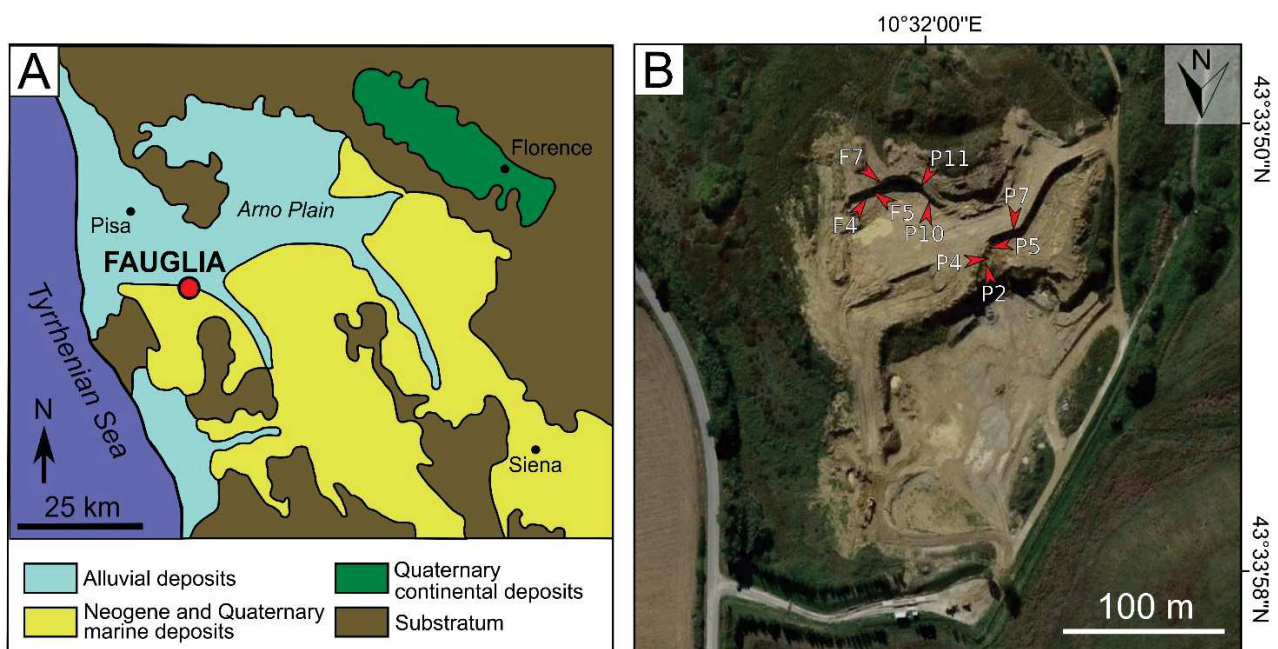 A
Florence
Pisa
Arno Plain
FAUGLIA
Tyrrhenian Sea
N
25 km
Siena
Alluvial deposits
Neogene and Quaternary
marine deposits
Quaternary
continental deposits
Substratum
10°32'00"E
B
N
43°33'50"N
F7
P11
F4
F5
P10
P7
P5
P4
P2
43°33'58"N
100 m